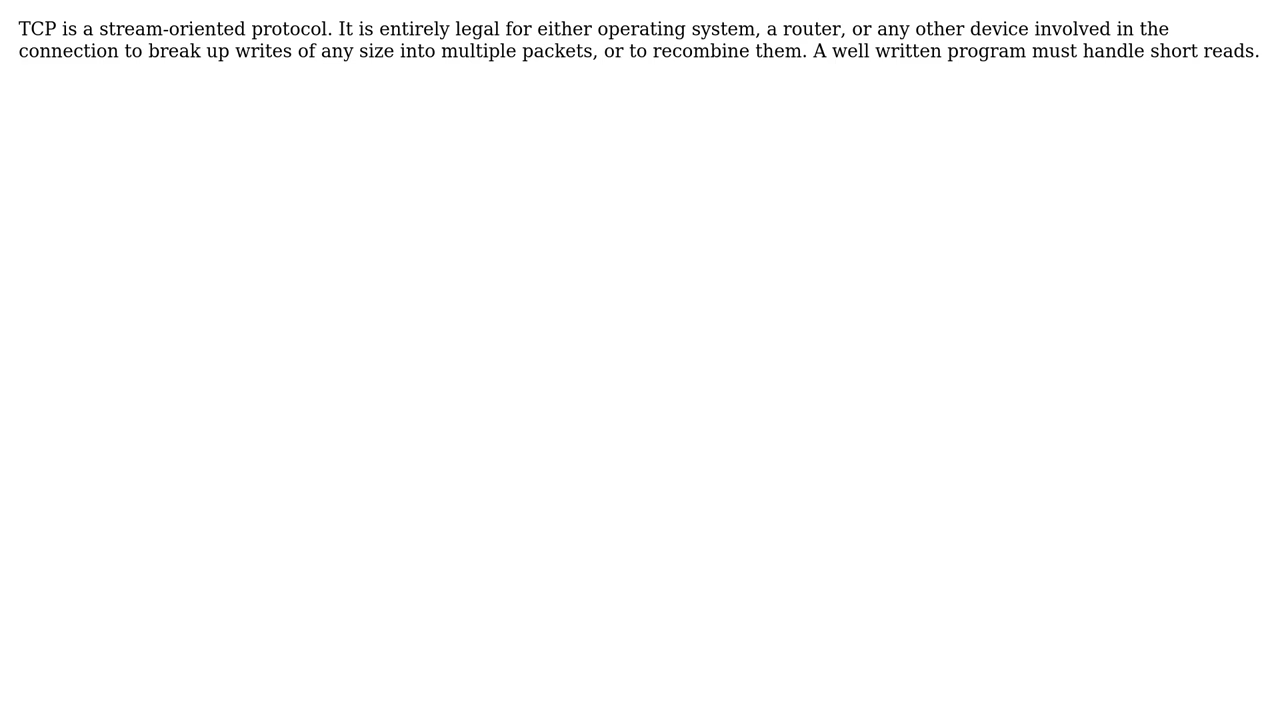 TCP is a stream-oriented protocol. It is entirely legal for either operating system, a router, or any other device involved in the
connection to break up writes of any size into multiple packets, or to recombine them. A well written program must handle short reads.